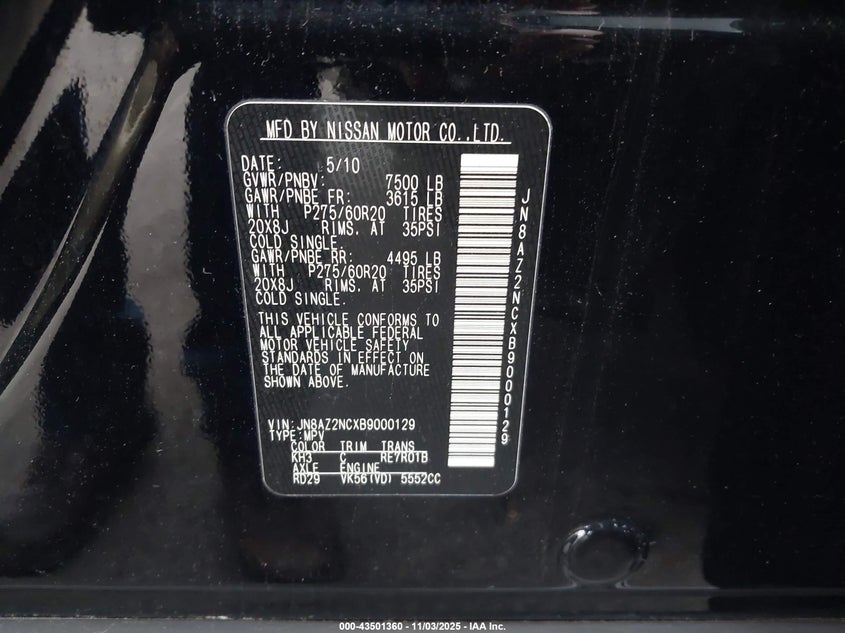 MFD BY NISSAN MOTOR CO.,LTD.
DATE: 5/10
GVWR/PNBV: 7500 LB
GAWR/PNBE FR: 3615 LB
WITH P275/60R20 TIRES
20X8J RIMS. AT 35PSI
COLD SINGLE.
GAWR/PNBE RR: 4495 LB
WITH P275/60R20 TIRES
20X8J RIMS. AT 35PSI
COLD SINGLE.
THIS VEHICLE CONFORMS TO
ALL APPLICABLE FEDERAL
MOTOR VEHICLE SAFETY
STANDARDS IN EFFECT ON
THE DATE OF MANUFACTURE
SHOWN ABOVE.
VIN:JN8AZ2NCXB9000129
TYPE:MPV
COLOR TRIM TRANS
KH3 C RE7R01B
AXLE ENGINE
RD29 VK56(VD) 5552CC
JN8AZ2NCXB9000129
000-43501360 - 11/03/2025 - IAA Inc.